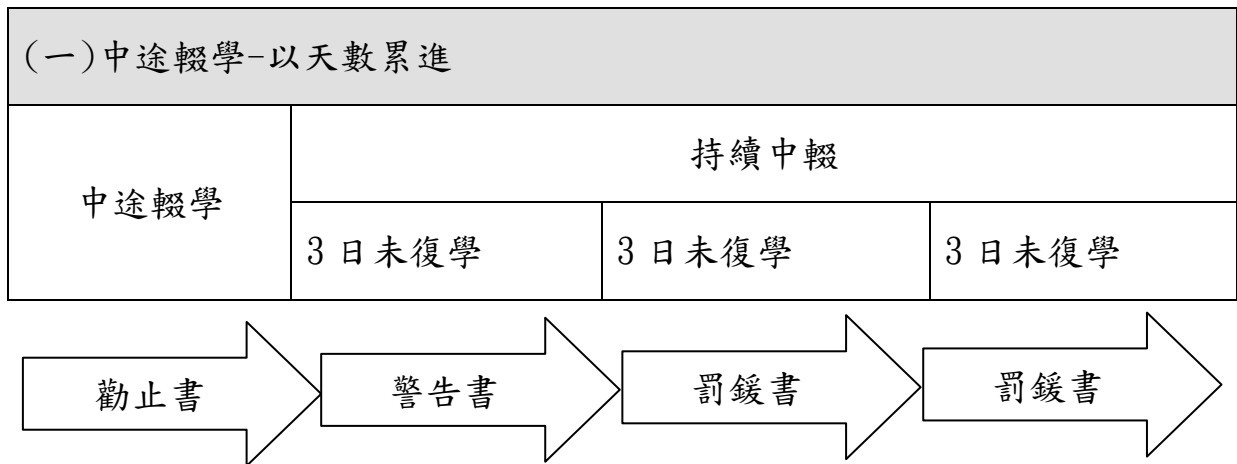 (一)中途輟學-以天數累進
中途輟學
持續中輟
3日未復學
3日未復學
3日未復學
勸止書
警告書
罰鍰書
罰鍰書